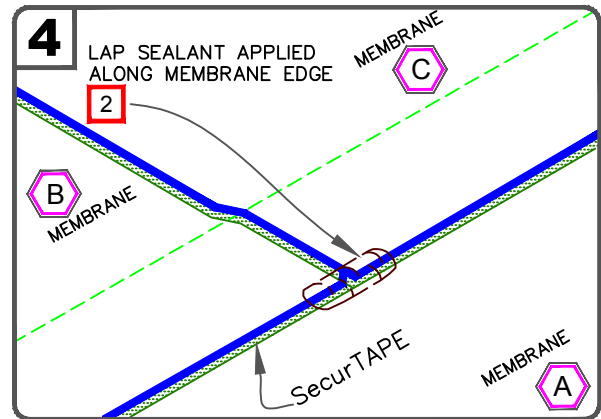 4
LAP SEALANT APPLIED
ALONG MEMBRANE EDGE
2
MEMBRANE
C
B
MEMBRANE
SecurTAPE
MEMBRANE
A